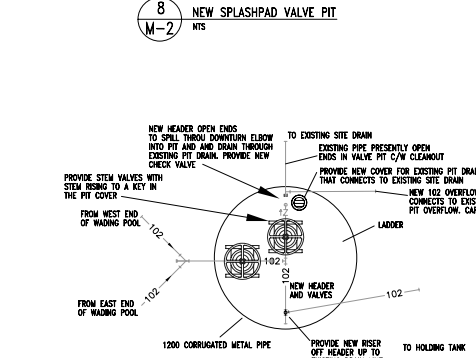 8
M-2
NEW SPLASHPAD VALVE PIT
NTS
NEW HEADER OPEN ENDS
TO SPILL THROU DOWNTURN ELBOW
INTO PIT AND AND DRAIN THROUGH
EXISTING PIT DRAIN. PROVIDE NEW
CHECK VALVE
TO EXISTING SITE DRAIN
EXISTING PIPE PRESENTLY OPEN
ENDS IN VALVE PIT C/W CLEANOUT
PROVIDE NEW COVER FOR EXISTING PIT
THAT CONNECTS TO EXISTING SITE DRAIN
PROVIDE STEM VALVES WITH
STEM RISING TO A KEY IN
THE PIT COVER
NEW 102
CONNECTS TO
PIT OVERFLOW.
FROM WEST END
OF WADING POOL
LADDER
102
102
102
102
NEW HEADER
AND VALVES
102
FROM EAST END
OF WADING POOL
1200 CORRUGATED METAL PIPE
PROVIDE NEW RISER
OFF HEADER UP TO
TO HOLDING TANK